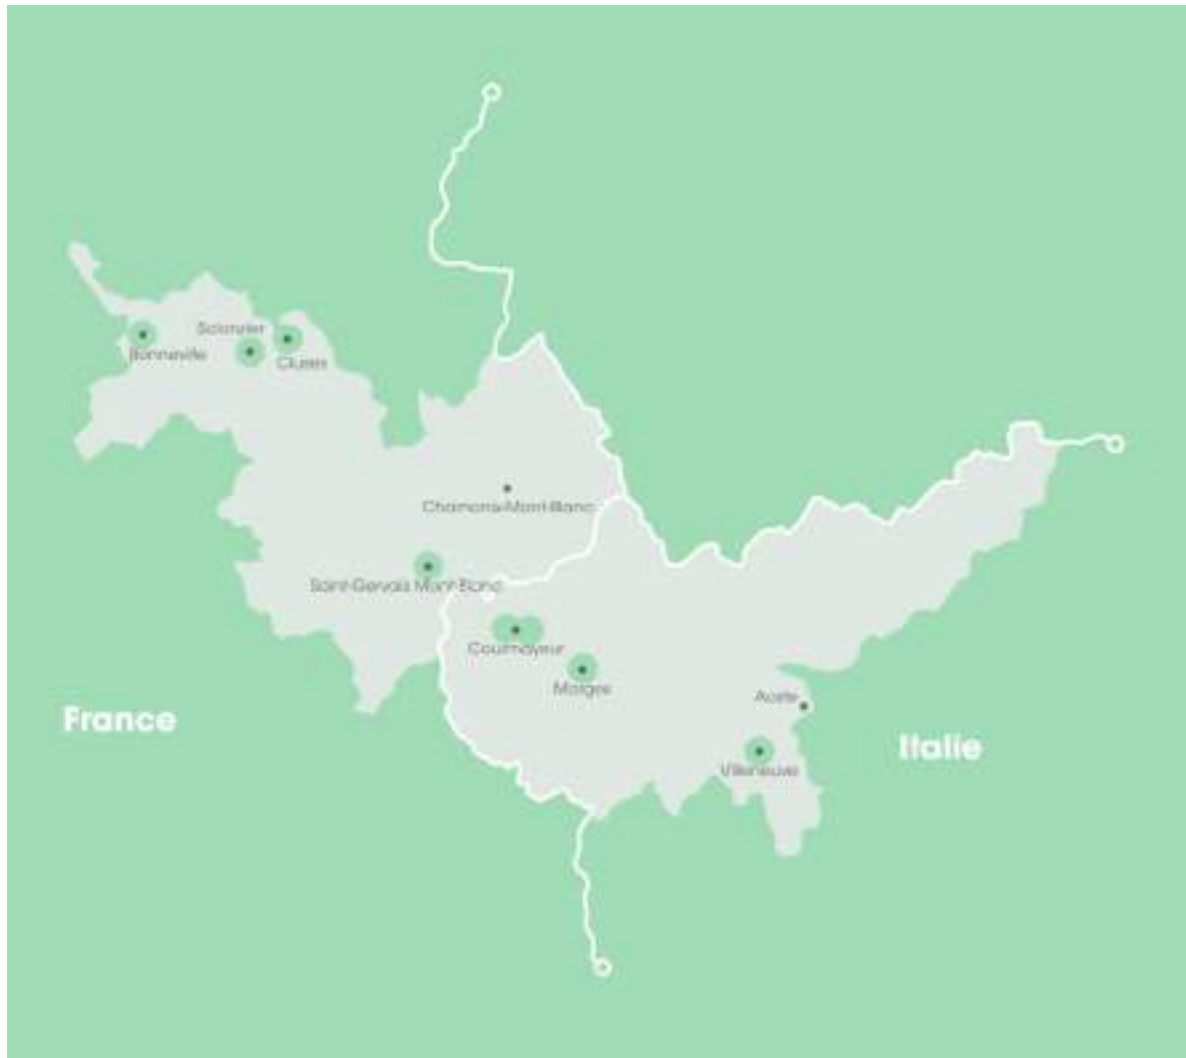 Scionzier
Bonneville
Cluses
Chamonix-Mont-Blanc
Saint-Gervais Mont-Blanc
Courmayeur
Morgex
Aoste
France
Italie
Villeneuve